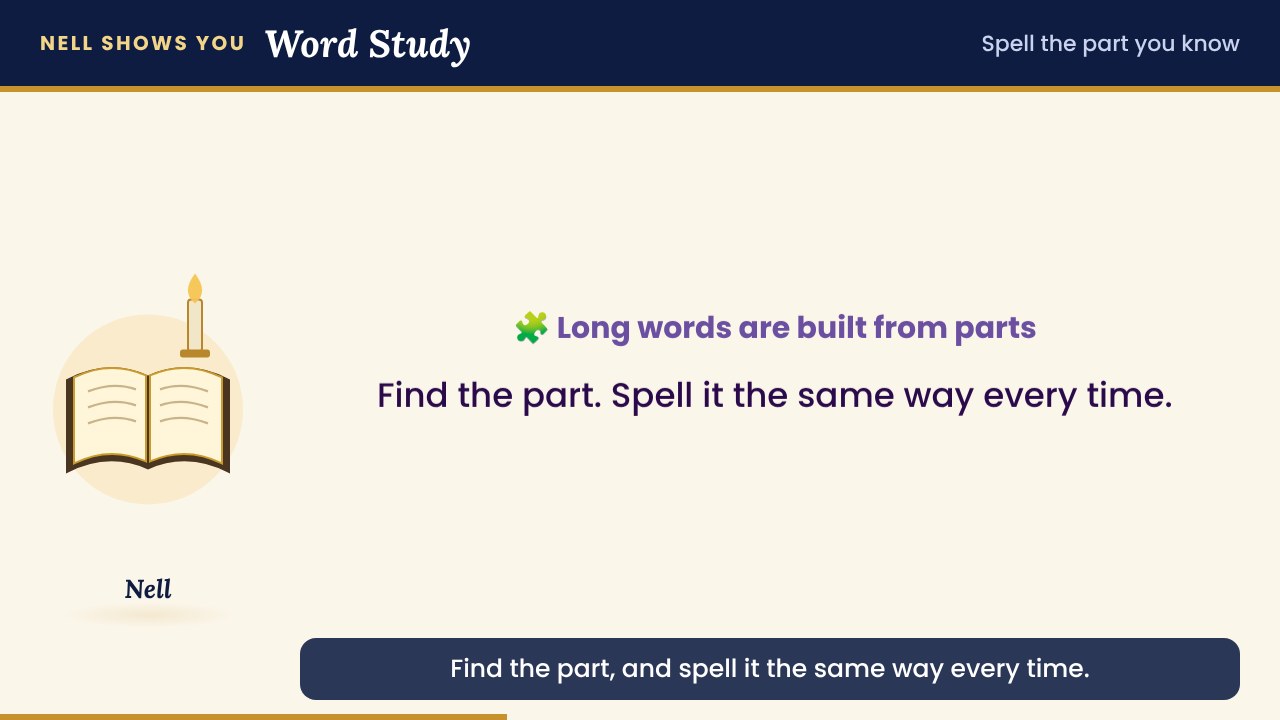 NELL SHOWS YOU Word Study
Spell the part you know
🧩 Long words are built from parts
Find the part. Spell it the same way every time.
Nell
Find the part, and spell it the same way every time.